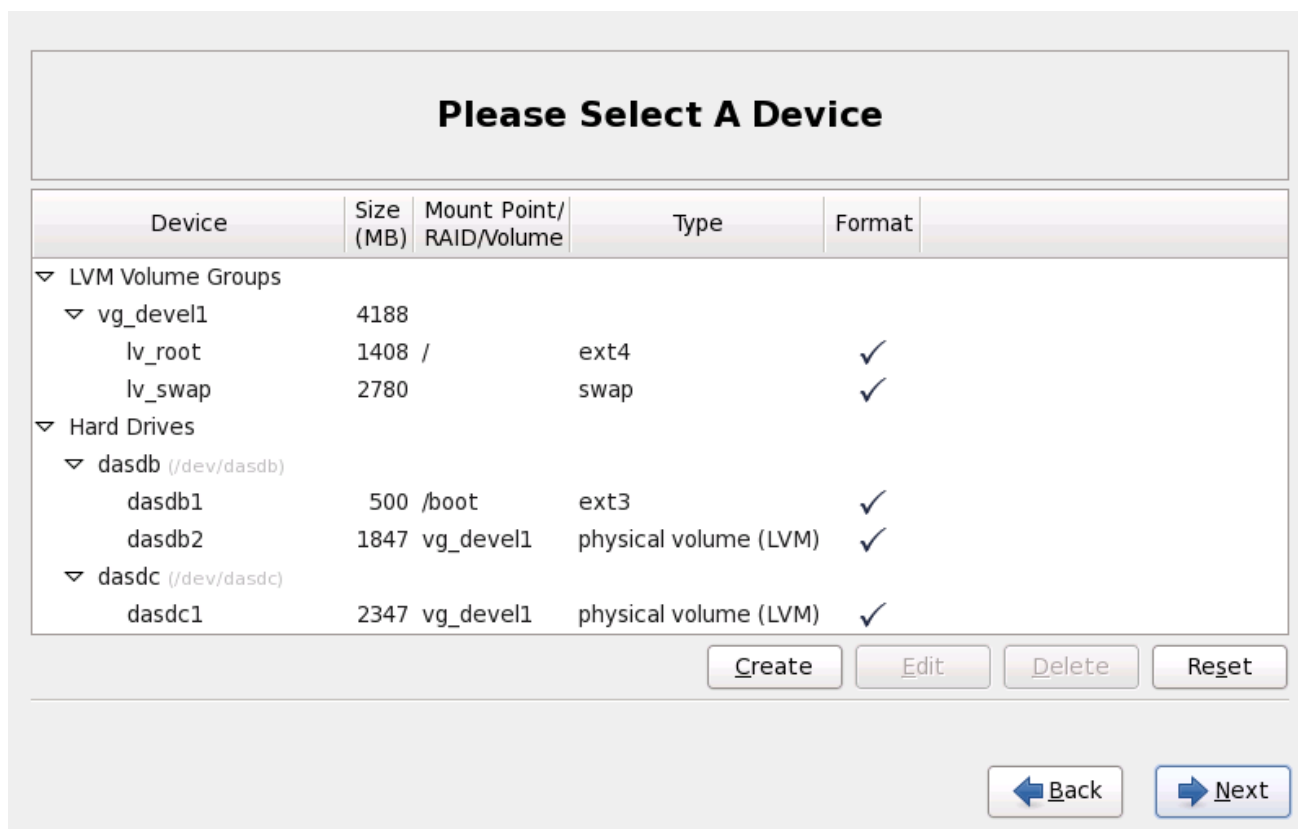 Please Select A Device
Device Size (MB) Mount Point/ RAID/Volume Type Format
LVM Volume Groups
vg_devel1 4188
lv_root 1408 / ext4
lv_swap 2780 swap
Hard Drives
dasdb (/dev/dasdb)
dasdb1 500 /boot ext3
dasdb2 1847 vg_devel1 physical volume (LVM)
dasdc (/dev/dasdc)
dasdc1 2347 vg_devel1 physical volume (LVM)
Create Edit Delete Reset
Back Next